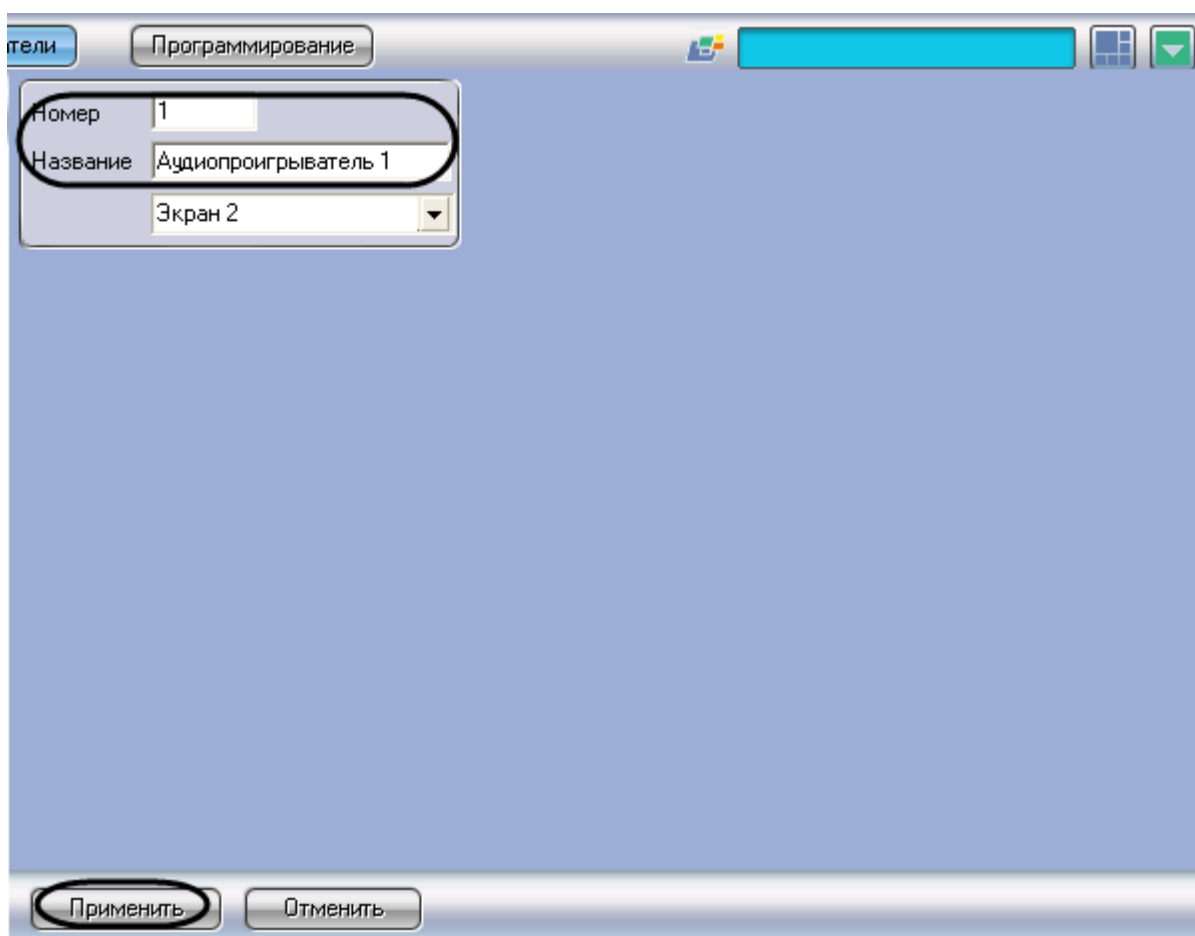 тели Программирование
Номер 1
Название Аудиопроигрыватель 1
Экран 2
Применить Отменить